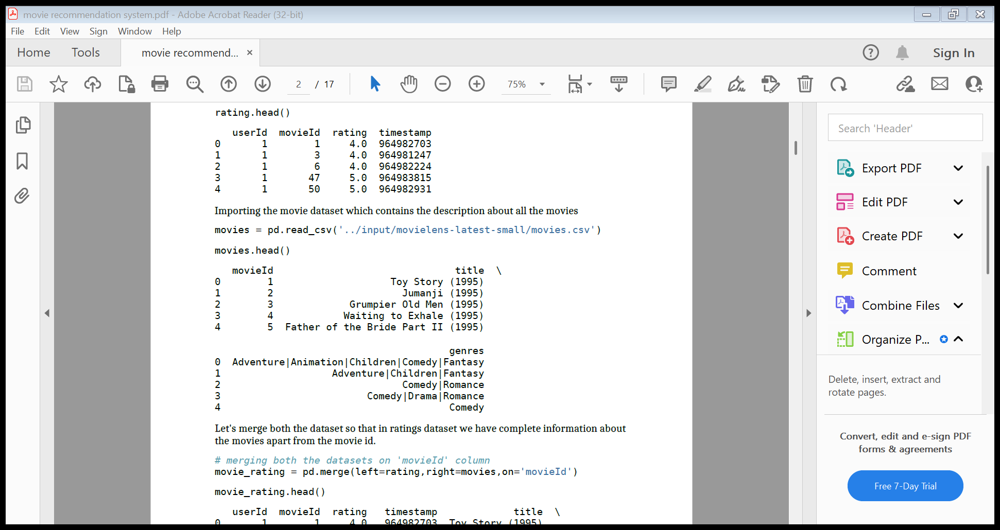 movie recommendation system.pdf - Adobe Acrobat Reader (32-bit)
File Edit View Sign Window Help
Home Tools movie recommend... × Sign In
2 / 17 75%
rating.head()
   userId  movieId  rating  timestamp
0       1        1     4.0  964982703
1       1        3     4.0  964981247
2       1        6     4.0  964982224
3       1       47     5.0  964983815
4       1       50     5.0  964982931
Importing the movie dataset which contains the description about all the movies
movies = pd.read_csv('../input/movielens-latest-small/movies.csv')
movies.head()
   movieId                               title  \
0        1                    Toy Story (1995)
1        2                      Jumanji (1995)
2        3             Grumpier Old Men (1995)
3        4            Waiting to Exhale (1995)
4        5  Father of the Bride Part II (1995)
                                        genres
0  Adventure|Animation|Children|Comedy|Fantasy
1                   Adventure|Children|Fantasy
2                               Comedy|Romance
3                         Comedy|Drama|Romance
4                                       Comedy
Let's merge both the dataset so that in ratings dataset we have complete information about
the movies apart from the movie id.
# merging both the datasets on 'movieId' column
movie_rating = pd.merge(left=rating,right=movies,on='movieId')
movie_rating.head()
   userId  movieId  rating   timestamp             title  \
0       1        1     4.0   964982703  Toy Story (1995)
Search 'Header'
Export PDF
Edit PDF
Create PDF
Comment
Combine Files
Organize P...
Delete, insert, extract and
rotate pages.
Convert, edit and e-sign PDF
forms & agreements
Free 7-Day Trial